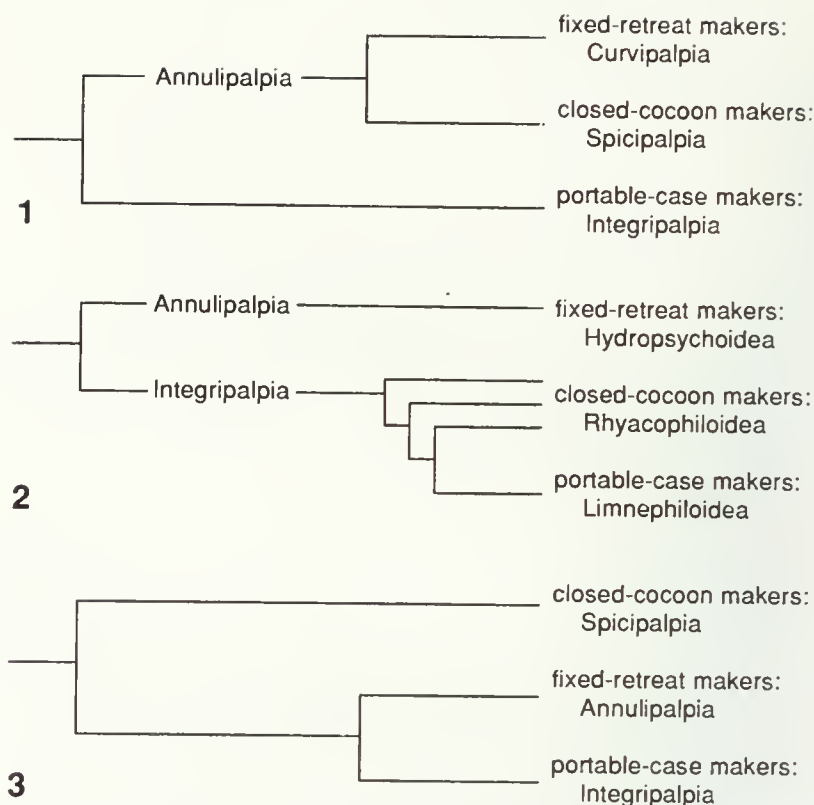 fixed-retreat makers:
Curvipalpia
Annulipalpia
closed-cocoon makers:
Spicipalpia
portable-case makers:
Integripalpia
1
Annulipalpia
fixed-retreat makers:
Hydropsychoidea
Integripalpia
closed-cocoon makers:
Rhyacophiloidea
portable-case makers:
Limnephiloidea
2
closed-cocoon makers:
Spicipalpia
fixed-retreat makers:
Annulipalpia
portable-case makers:
Integripalpia
3